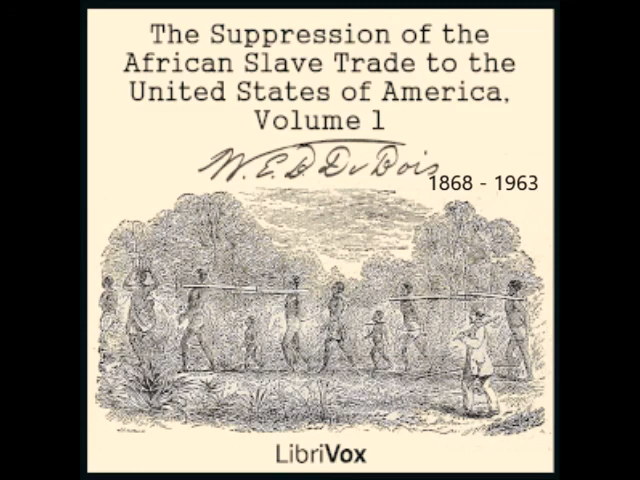 The Suppression of the
African Slave Trade to the
United States of America,
Volume 1
W. E. B. Du Bois
1868 - 1963
LibriVox